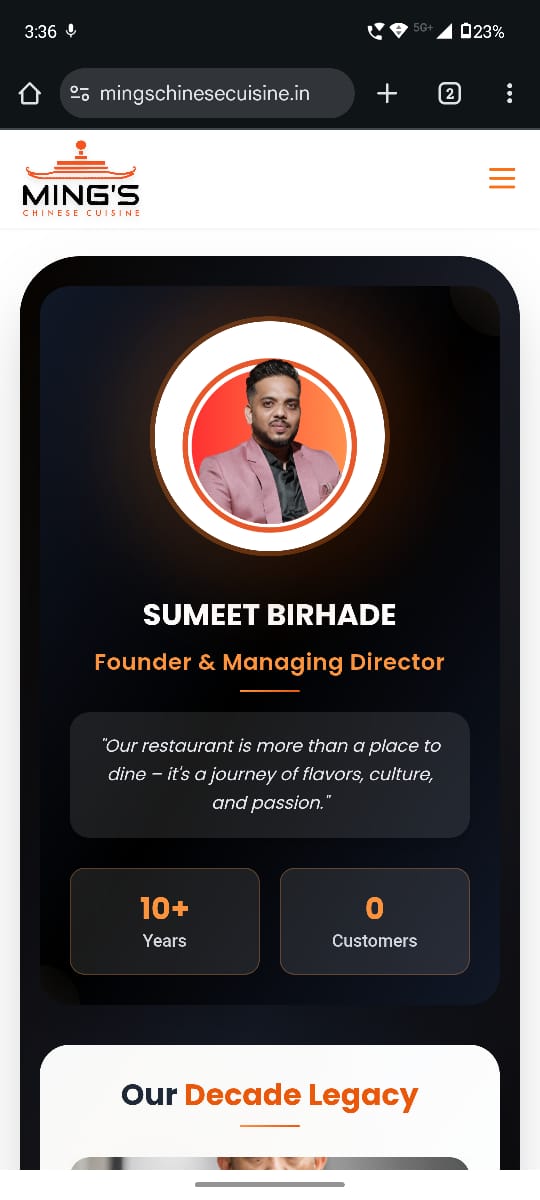 3:36
5G+
23%
mingschinesecuisine.in
2
MING'S
CHINESE CUISINE
SUMEET BIRHADE
Founder & Managing Director
"Our restaurant is more than a place to
dine – it's a journey of flavors, culture,
and passion."
10+
Years
0
Customers
Our Decade Legacy